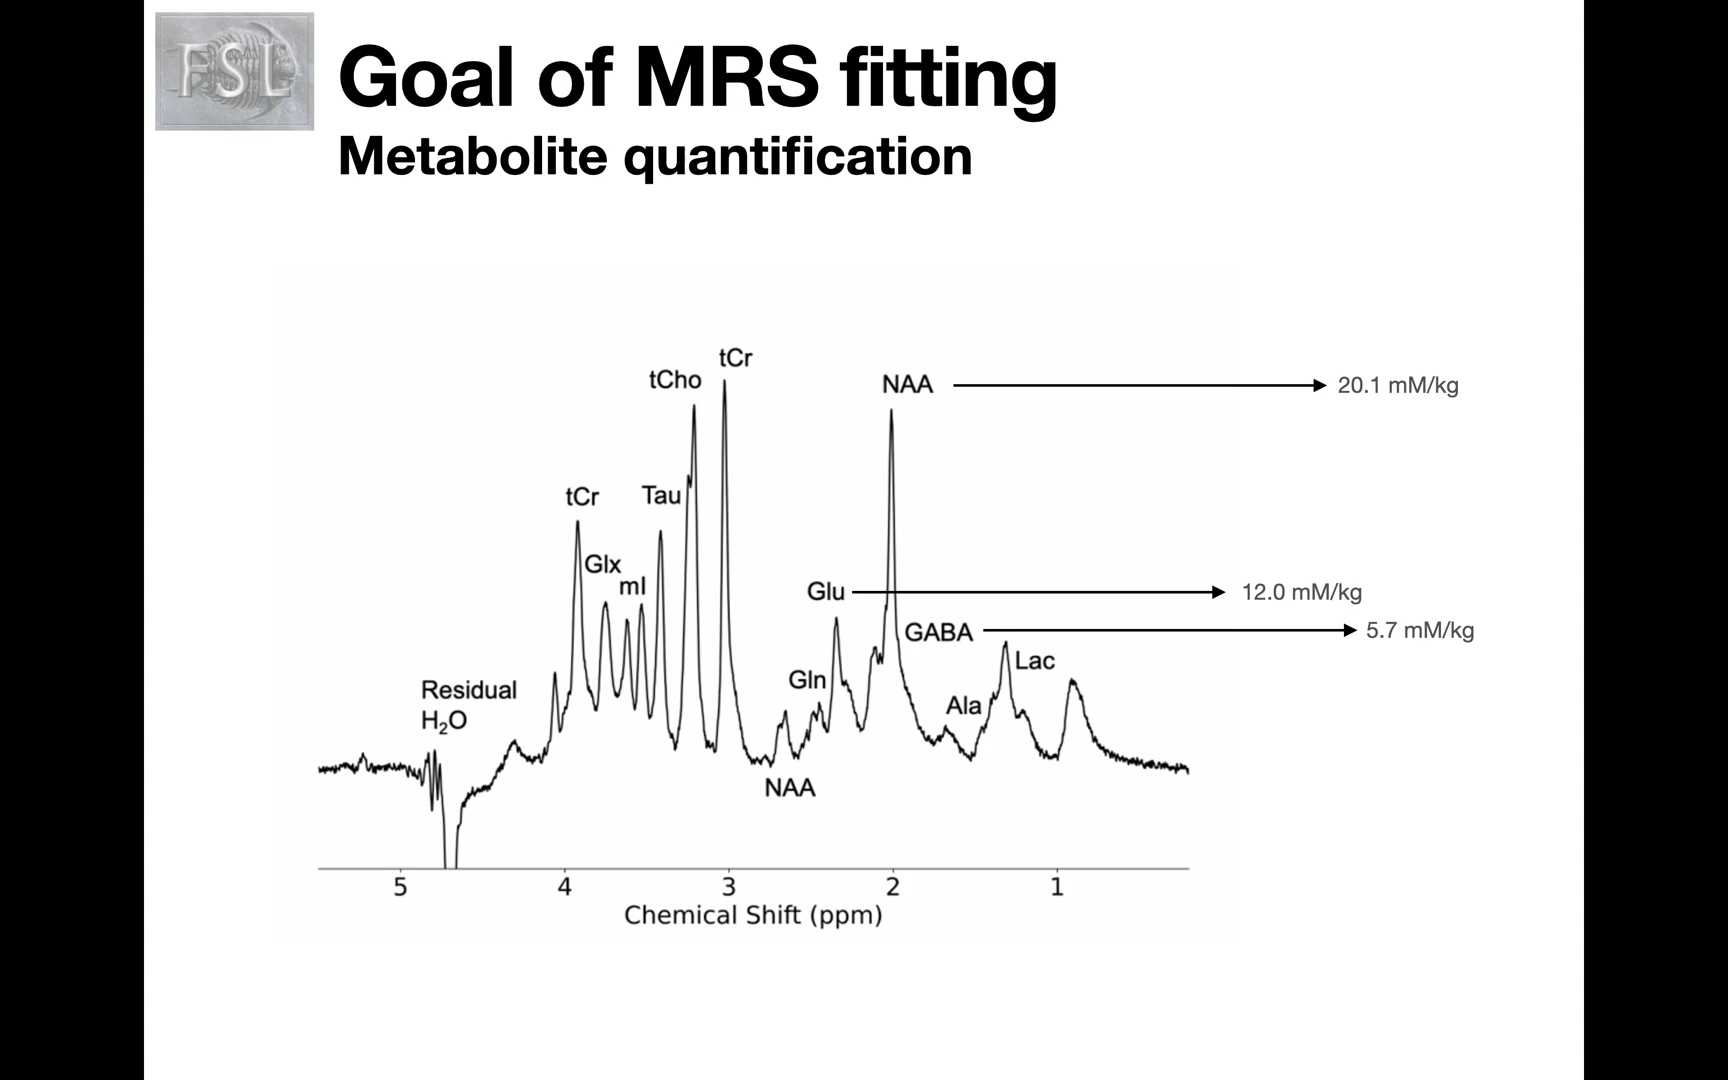 FSL
Goal of MRS fitting
Metabolite quantification
tCr
tCho
NAA
20.1 mM/kg
tCr
Tau
Glx
mI
Glu
12.0 mM/kg
GABA
5.7 mM/kg
Lac
Gln
Ala
Residual
H₂O
NAA
5 4 3 2 1
Chemical Shift (ppm)